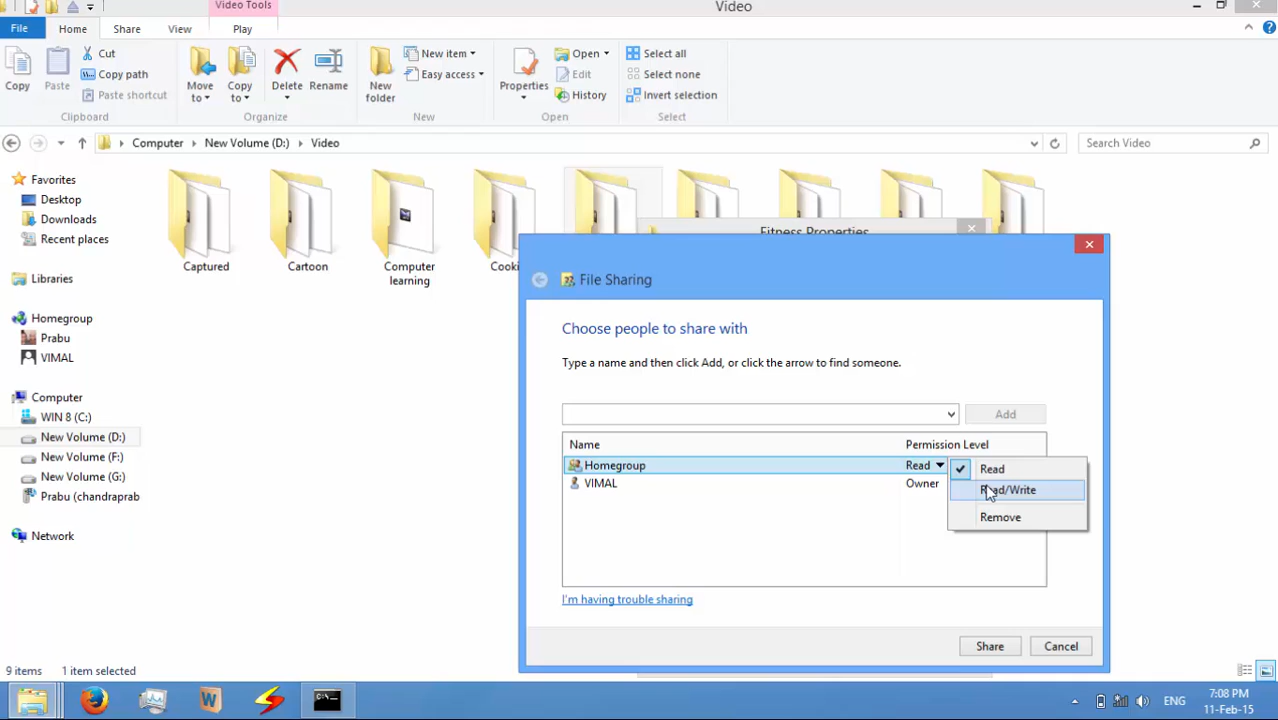 Video Tools
Video
File
Home
Share
View
Play
Copy
Paste
Cut
Copy path
Paste shortcut
Clipboard
Move to
Copy to
Delete
Rename
Organize
New folder
New item
Easy access
New
Properties
Open
Edit
History
Open
Select all
Select none
Invert selection
Select
Computer
New Volume (D:)
Video
Search Video
Favorites
Desktop
Downloads
Recent places
Libraries
Homegroup
Prabu
VIMAL
Computer
WIN 8 (C:)
New Volume (D:)
New Volume (F:)
New Volume (G:)
Prabu (chandraprab
Network
Captured
Cartoon
Computer
learning
Fitness Properties
File Sharing
Choose people to share with
Type a name and then click Add, or click the arrow to find someone.
Add
Name
Permission Level
Homegroup
Read
VIMAL
Owner
Read
Read/Write
Remove
I'm having trouble sharing
Share
Cancel
9 items
1 item selected
W
ENG
7:08 PM
11-Feb-15